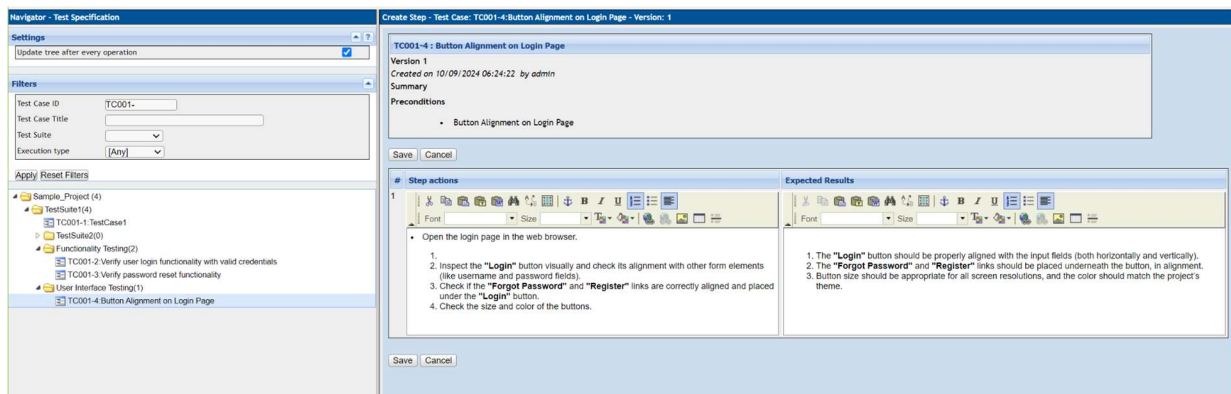 Navigator - Test Specification
Settings
?
Update tree after every operation
Filters
Test Case ID
TC001-
Test Case Title
Test Suite
Execution type
[Any]
Apply Reset Filters
Sample_Project (4)
TestSuite1(4)
TC001-1:TestCase1
TestSuite2(0)
Functionality Testing(2)
TC001-2:Verify user login functionality with valid credentials
TC001-3:Verify password reset functionality
User Interface Testing(1)
TC001-4:Button Alignment on Login Page
Create Step - Test Case: TC001-4:Button Alignment on Login Page - Version: 1
TC001-4 : Button Alignment on Login Page
Version 1
Created on 10/09/2024 06:24:22 by admin
Summary
Preconditions
• Button Alignment on Login Page
Save Cancel
# Step actions
1
B I U
Font Size
• Open the login page in the web browser.
1.
2. Inspect the "Login" button visually and check its alignment with other form elements
(like username and password fields).
3. Check if the "Forgot Password" and "Register" links are correctly aligned and placed
under the "Login" button.
4. Check the size and color of the buttons.
Expected Results
B I U
Font Size
1. The "Login" button should be properly aligned with the input fields (both horizontally and vertically).
2. The "Forgot Password" and "Register" links should be placed underneath the button, in alignment.
3. Button size should be appropriate for all screen resolutions, and the color should match the project's
theme.
Save Cancel